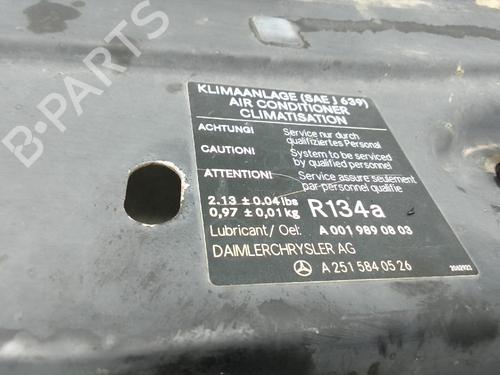 B-PARTS
KLIMAANLAGE (SAE J 639)
AIR CONDITIONER
CLIMATISATION
ACHTUNG! Service nur durch
qualifiziertes Personal
CAUTION! System to be serviced
by qualified personnel
ATTENTION! Service assure seulement
par-personnel qualifie
2.13 ± 0.04 lbs
0,97 ± 0,01 kg R134a
Lubricant/ Oel: A 001 989 08 03
DAIMLERCHRYSLER AG
A 251 584 05 26